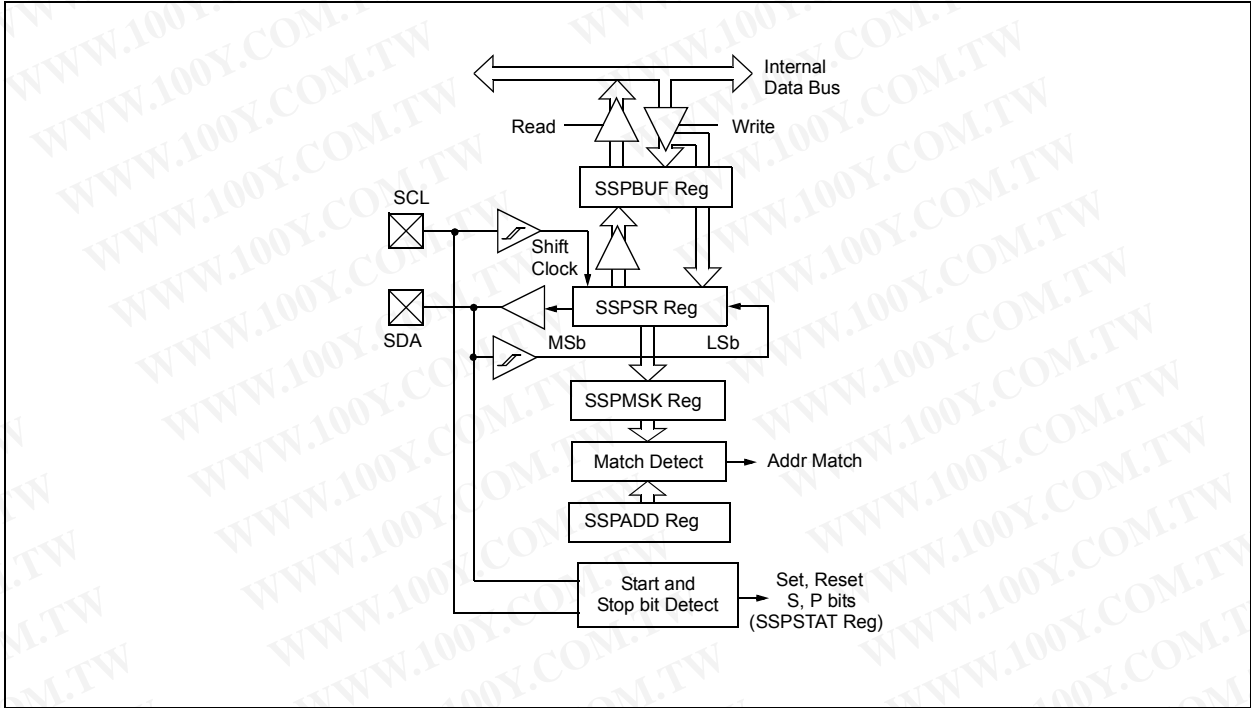 Internal
Data Bus
Read
Write
SSPBUF Reg
SCL
Shift
Clock
SSPSR Reg
SDA
MSb
LSb
SSPMSK Reg
Match Detect
Addr Match
SSPADD Reg
Start and
Stop bit Detect
Set, Reset
S, P bits
(SSPSTAT Reg)
WWW.100Y.COM.TW